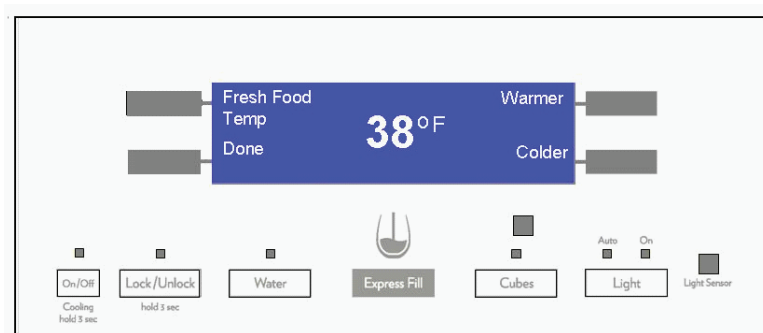 Fresh Food
Temp
Done
38°F
Warmer
Colder
Auto On
On/Off
Lock/Unlock
Water
Express Fill
Cubes
Light
Light Sensor
Cooling
hold 3 sec
hold 3 sec